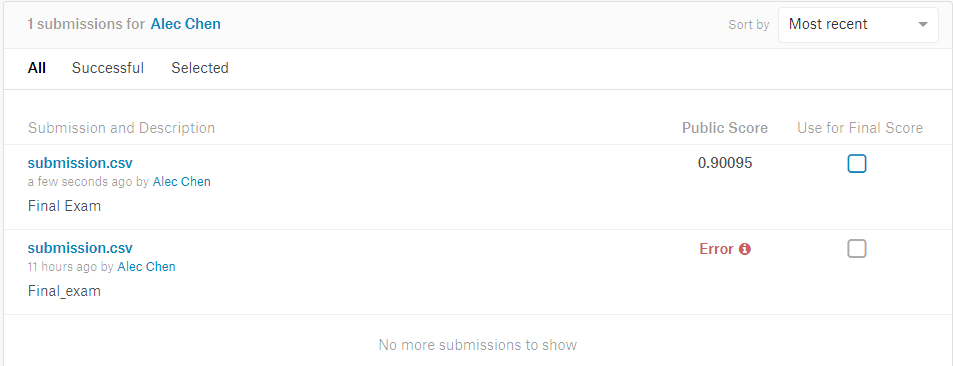 1 submissions for Alec Chen
Sort by Most recent
All Successful Selected
Submission and Description Public Score Use for Final Score
submission.csv 0.90095
a few seconds ago by Alec Chen
Final Exam
submission.csv Error
11 hours ago by Alec Chen
Final_exam
No more submissions to show